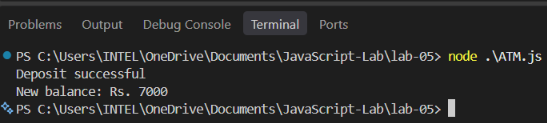 Problems Output Debug Console Terminal Ports
PS C:\Users\INTEL\OneDrive\Documents\JavaScript-Lab\lab-05> node .\ATM.js
Deposit successful
New balance: Rs. 7000
PS C:\Users\INTEL\OneDrive\Documents\JavaScript-Lab\lab-05>